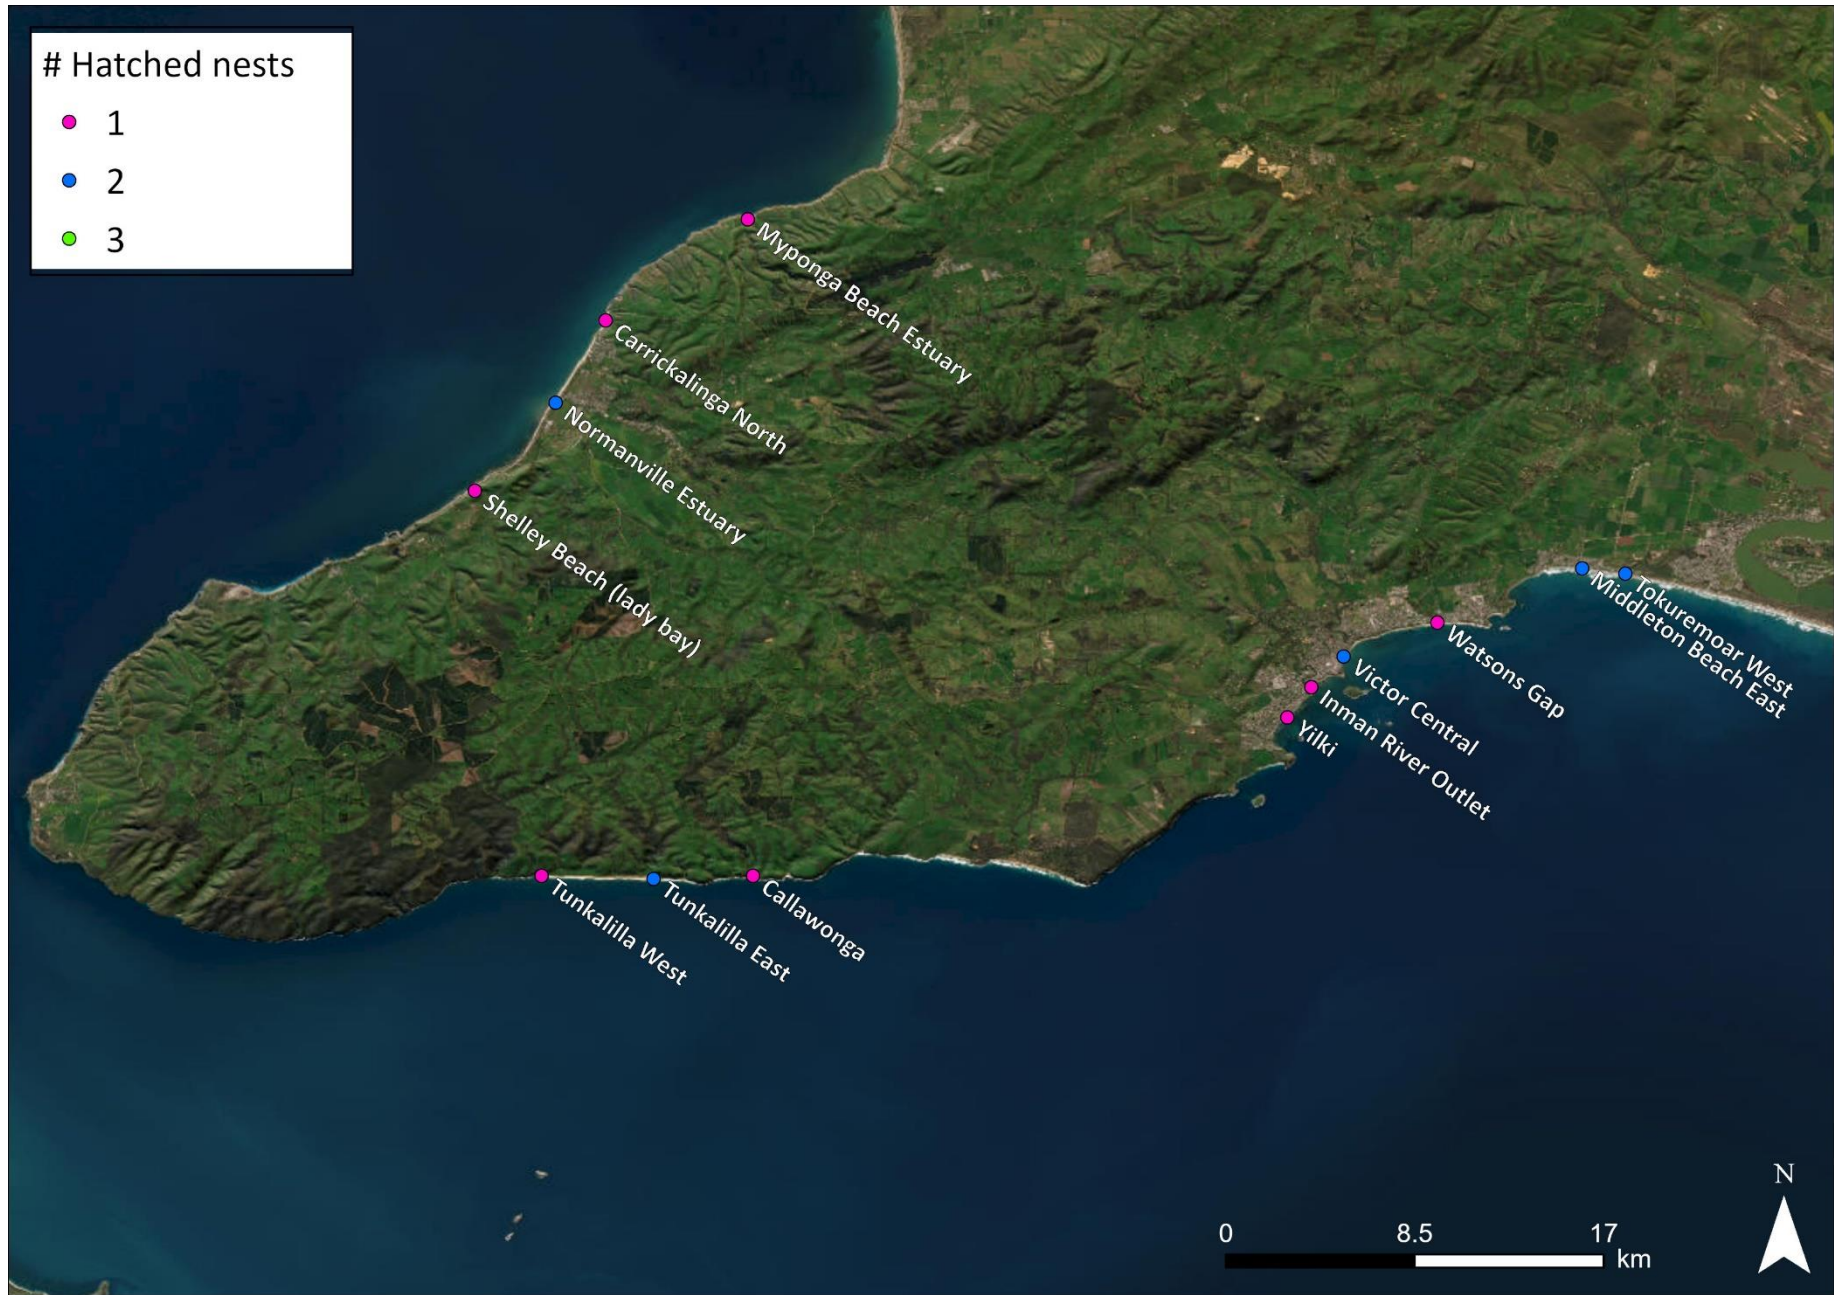 # Hatched nests
1
2
3
Myponga Beach Estuary
Carrickalinga North
Normanville Estuary
Shelley Beach (lady bay)
Tokuremoar West
Middleton Beach East
Watsons Gap
Victor Central
Inman River Outlet
Yilki
Tunkalilla West
Tunkalilla East
Callawonga
N
0 8.5 17
km